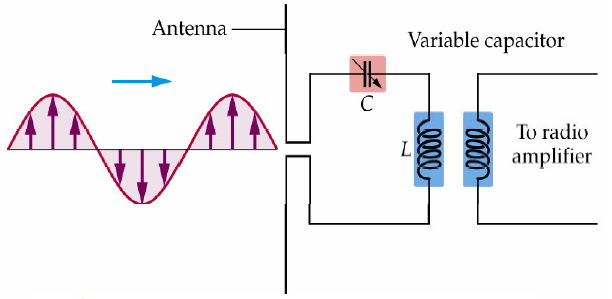 Antenna
Variable capacitor
C
L
To radio
amplifier